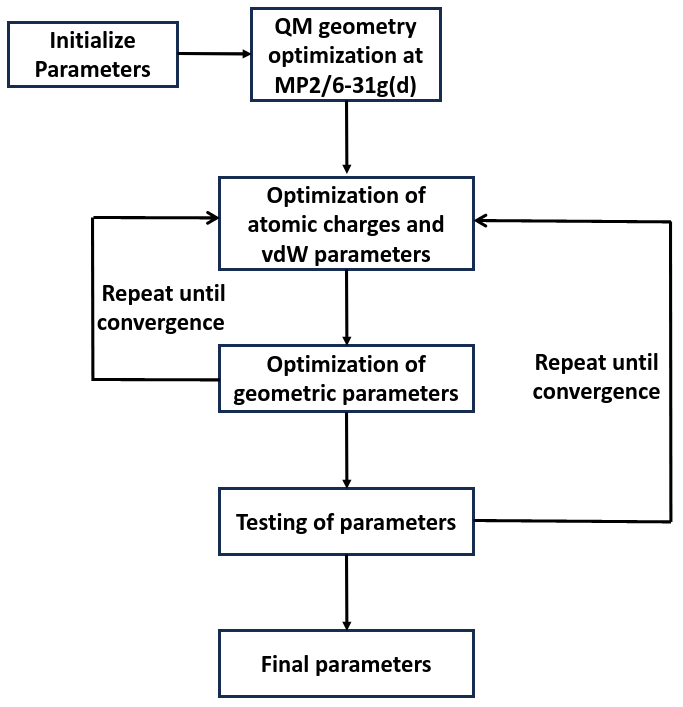 Initialize
Parameters
QM geometry
optimization at
MP2/6-31g(d)
Optimization of
atomic charges and
vdW parameters
Repeat until
convergence
Optimization of
geometric parameters
Repeat until
convergence
Testing of parameters
Final parameters